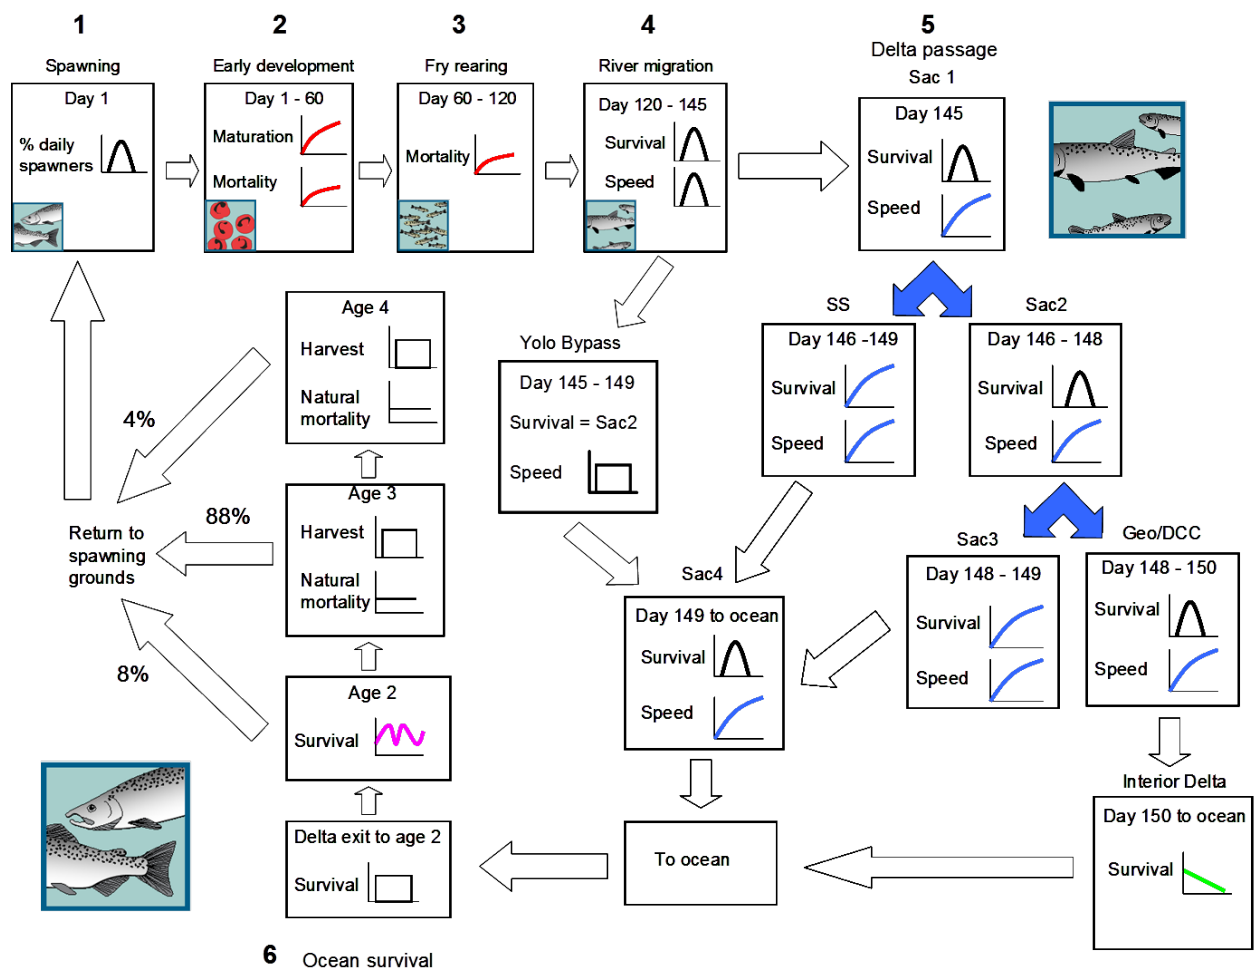 1
2
3
4
5
Spawning
Early development
Fry rearing
River migration
Delta passage
Sac 1
Day 1
% daily
spawners
Day 1 - 60
Maturation
Mortality
Day 60 - 120
Mortality
Day 120 - 145
Survival
Speed
Day 145
Survival
Speed
SS
Day 146 -149
Survival
Speed
Sac2
Day 146 - 148
Survival
Speed
Yolo Bypass
Day 145 - 149
Survival = Sac2
Speed
Age 4
Harvest
Natural
mortality
4%
88%
8%
Return to
spawning
grounds
Age 3
Harvest
Natural
mortality
Age 2
Survival
Delta exit to age 2
Survival
Sac4
Day 149 to ocean
Survival
Speed
Sac3
Day 148 - 149
Survival
Speed
Geo/DCC
Day 148 - 150
Survival
Speed
Interior Delta
Day 150 to ocean
Survival
To ocean
6 Ocean survival